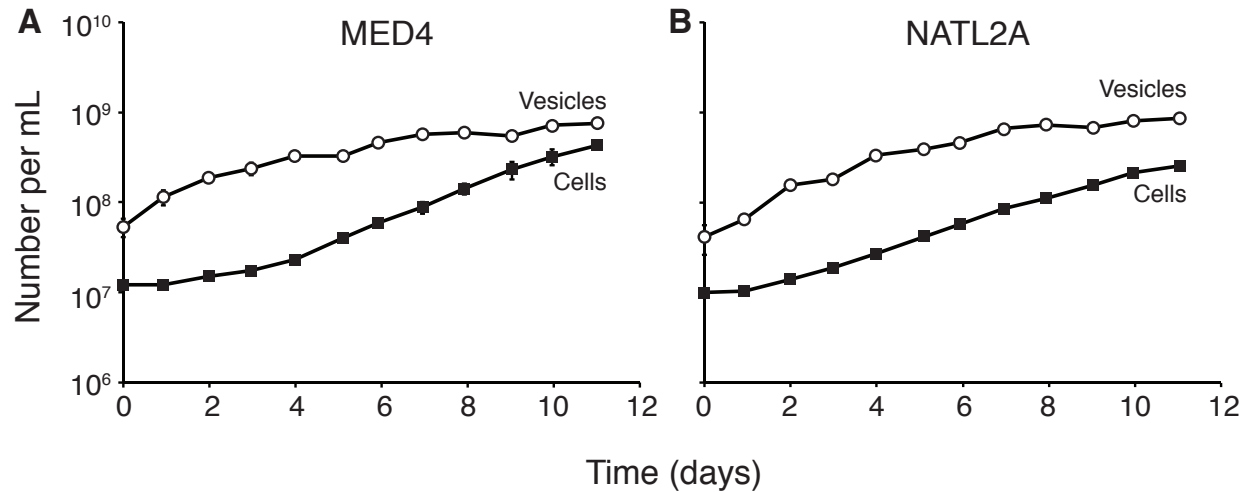 A
MED4
10¹⁰
10⁹
10⁸
10⁷
10⁶
Number per mL
Vesicles
Cells
0 2 4 6 8 10 12
B
NATL2A
Vesicles
Cells
0 2 4 6 8 10 12
Time (days)